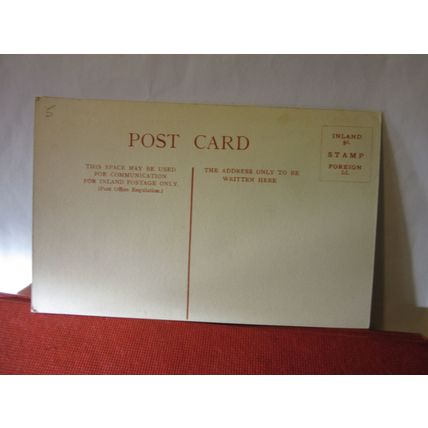 5
POST CARD
THIS SPACE MAY BE USED
FOR COMMUNICATION
FOR INLAND POSTAGE ONLY.
(Post Office Regulation.)
THE ADDRESS ONLY TO BE
WRITTEN HERE
INLAND
STAMP
FOREIGN